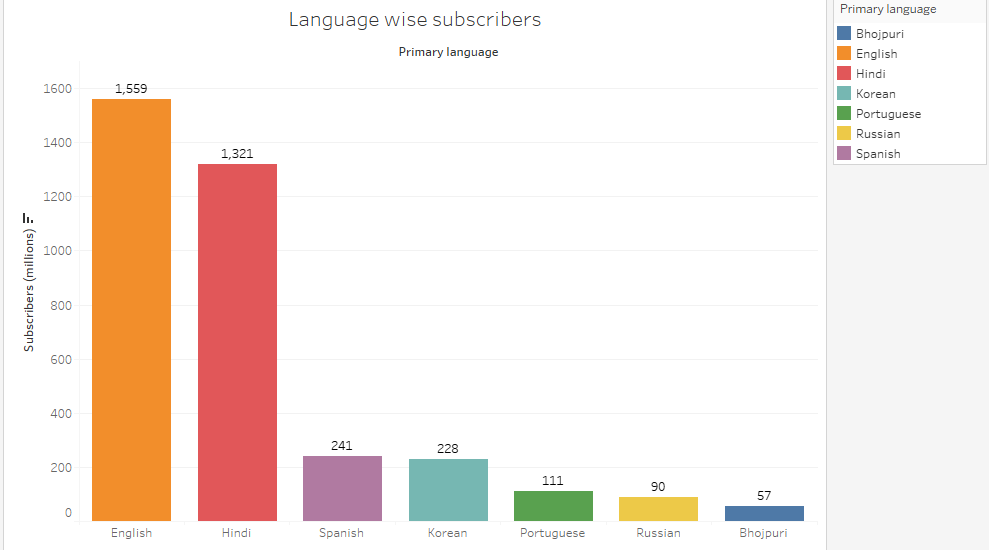 Language wise subscribers
Primary language
Subscribers (millions)
1600
1400
1200
1000
800
600
400
200
0
1,559
1,321
241
228
111
90
57
English
Hindi
Spanish
Korean
Portuguese
Russian
Bhojpuri
Primary language
Bhojpuri
English
Hindi
Korean
Portuguese
Russian
Spanish